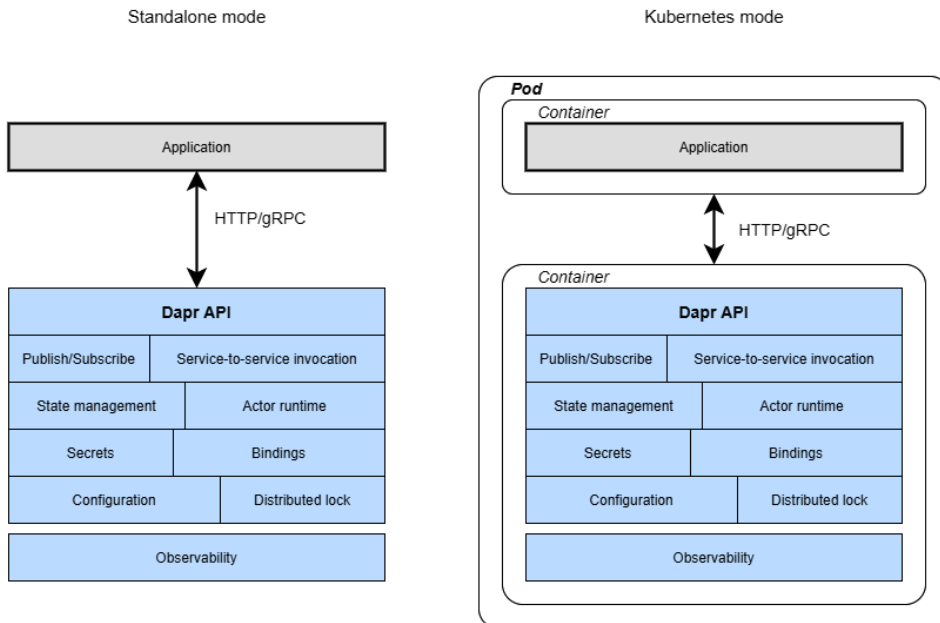 Standalone mode
Application
HTTP/gRPC
Dapr API
Publish/Subscribe
Service-to-service invocation
State management
Actor runtime
Secrets
Bindings
Configuration
Distributed lock
Observability
Kubernetes mode
Pod
Container
Application
HTTP/gRPC
Container
Dapr API
Publish/Subscribe
Service-to-service invocation
State management
Actor runtime
Secrets
Bindings
Configuration
Distributed lock
Observability